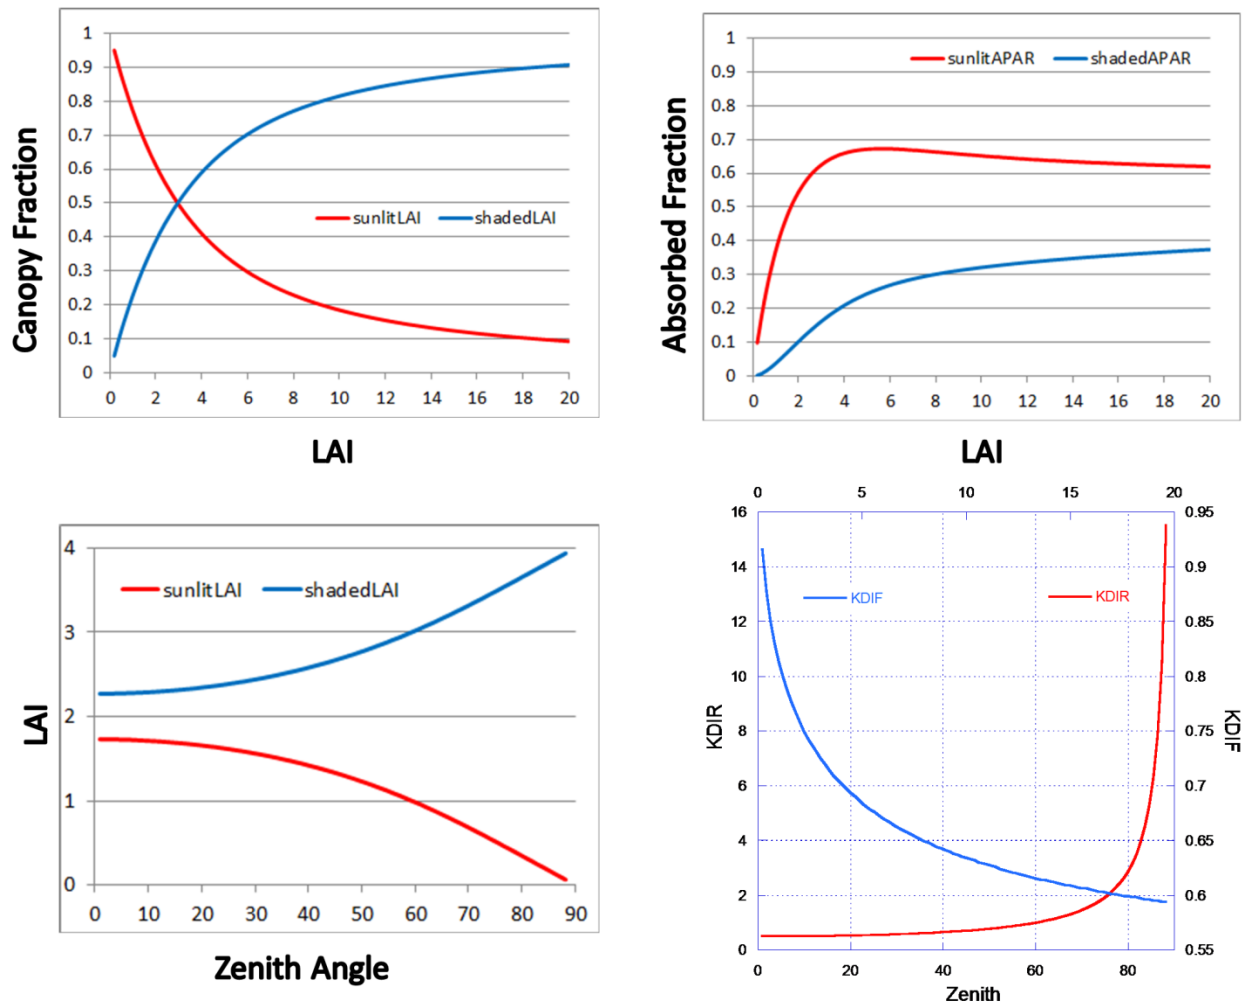 1
0.9
0.8
0.7
0.6
0.5
0.4
0.3
0.2
0.1
0
Canopy Fraction
sunlitLAI shadedLAI
0 2 4 6 8 10 12 14 16 18 20
LAI
1
0.9
0.8
0.7
0.6
0.5
0.4
0.3
0.2
0.1
0
Absorbed Fraction
sunlitAPAR shadedAPAR
0 2 4 6 8 10 12 14 16 18 20
LAI
4
3
2
1
0
LAI
sunlitLAI shadedLAI
0 10 20 30 40 50 60 70 80 90
Zenith Angle
0 5 10 15 20
16
14
12
10
8
6
4
2
0
KDIR
KDIF
KDIR
0.95
0.9
0.85
0.8
0.75
0.7
0.65
0.6
0.55
KDIF
0 20 40 60 80
Zenith